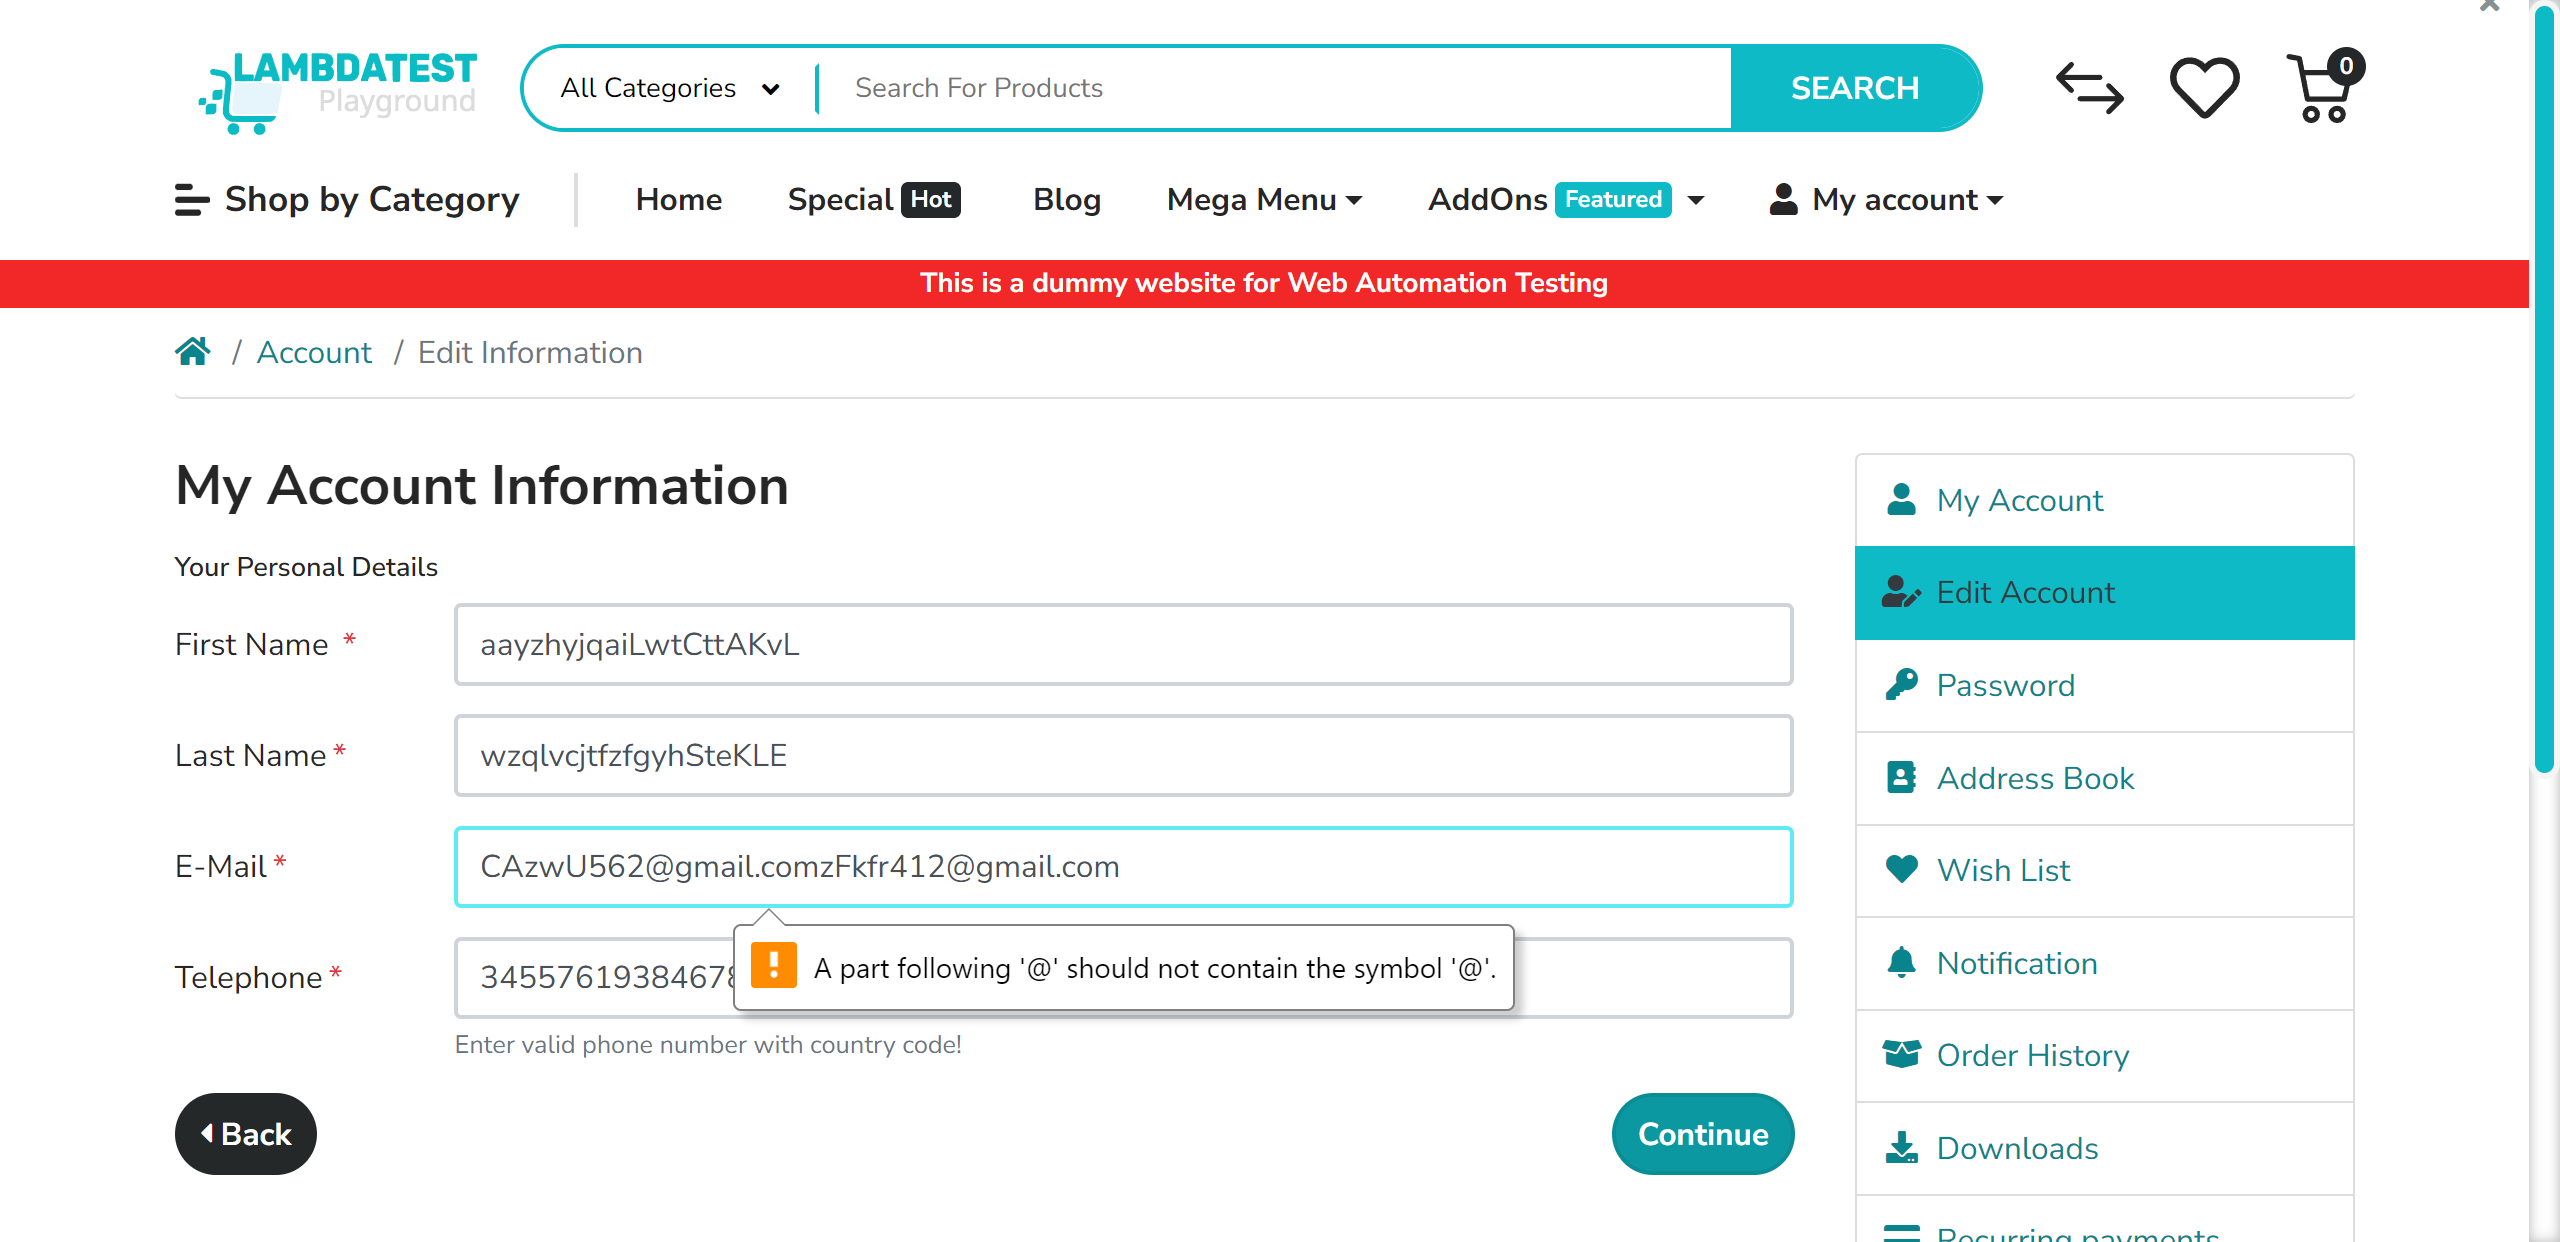 LAMBDATEST
Playground
All Categories
Search For Products
SEARCH
0
Shop by Category
Home
Special Hot
Blog
Mega Menu
AddOns Featured
My account
This is a dummy website for Web Automation Testing
/ Account / Edit Information
My Account Information
Your Personal Details
First Name *
aayzhyjqaiLwtCttAKvL
Last Name *
wzqlvcjtfzfgyhSteKLE
E-Mail *
CAzwU562@gmail.comzFkfr412@gmail.com
A part following '@' should not contain the symbol '@'.
Telephone *
3455761938467
Enter valid phone number with country code!
Back
Continue
My Account
Edit Account
Password
Address Book
Wish List
Notification
Order History
Downloads
Recurring payments